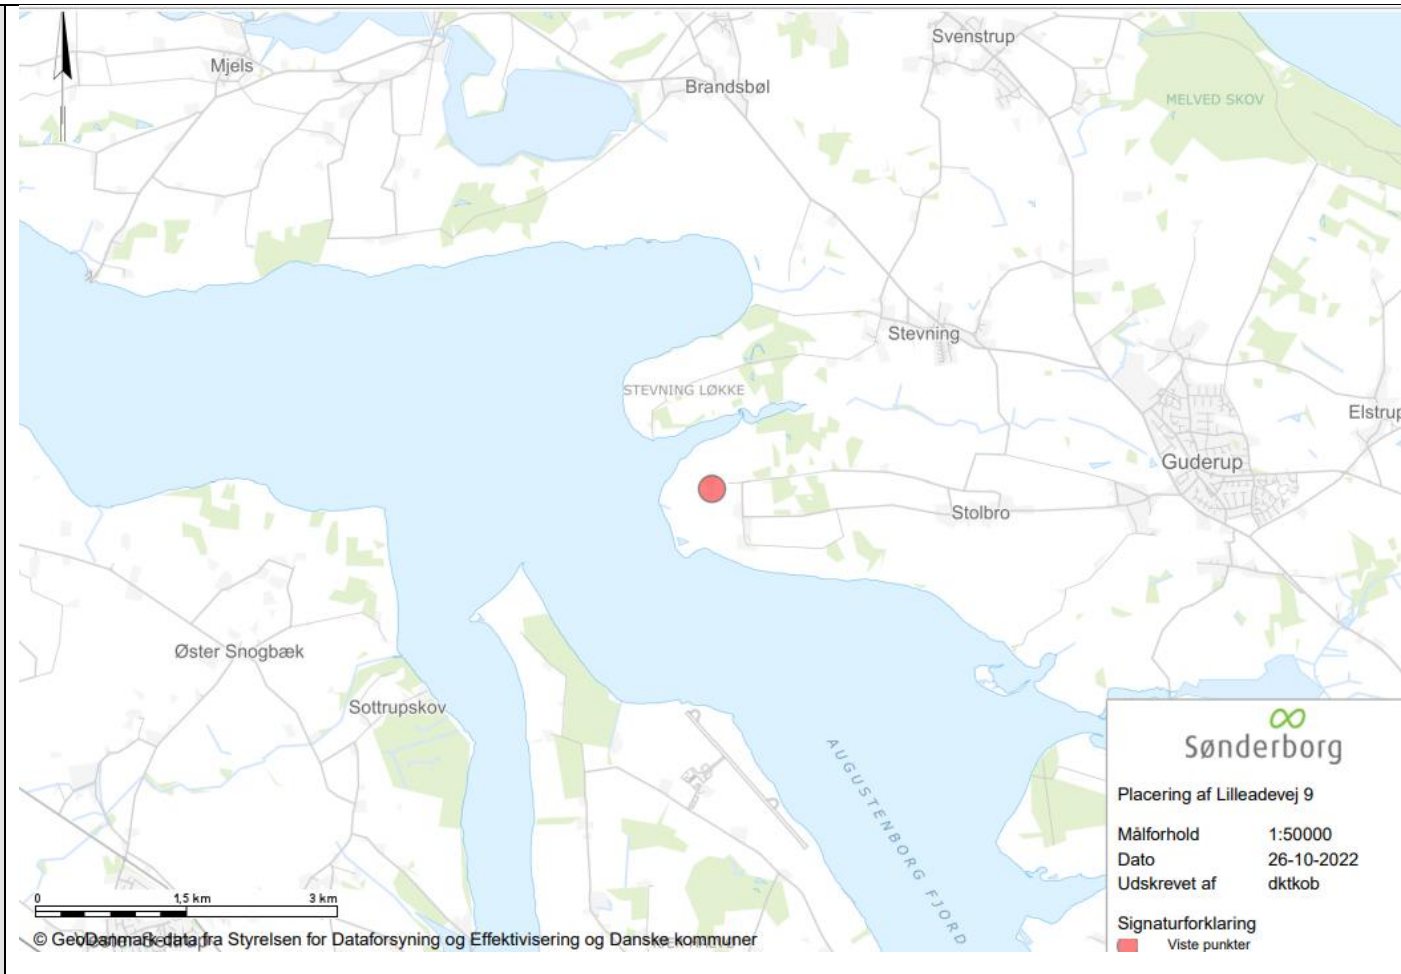 Svenstrup
Mjels
Brandsbøl
MELVED SKOV
Stevning
STEVNING LØKKE
Elstrup
Guderup
Stolbro
Øster Snogbæk
Sottrupskov
AUGUSTENBORG FJORD
Sønderborg
Placering af Lilleadevej 9
Målforhold 1:50000
Dato 26-10-2022
Udskrevet af dktkob
Signaturforklaring
Viste punkter
0 1,5 km 3 km
© GeoDanmark-data fra Styrelsen for Dataforsyning og Effektivisering og Danske kommuner